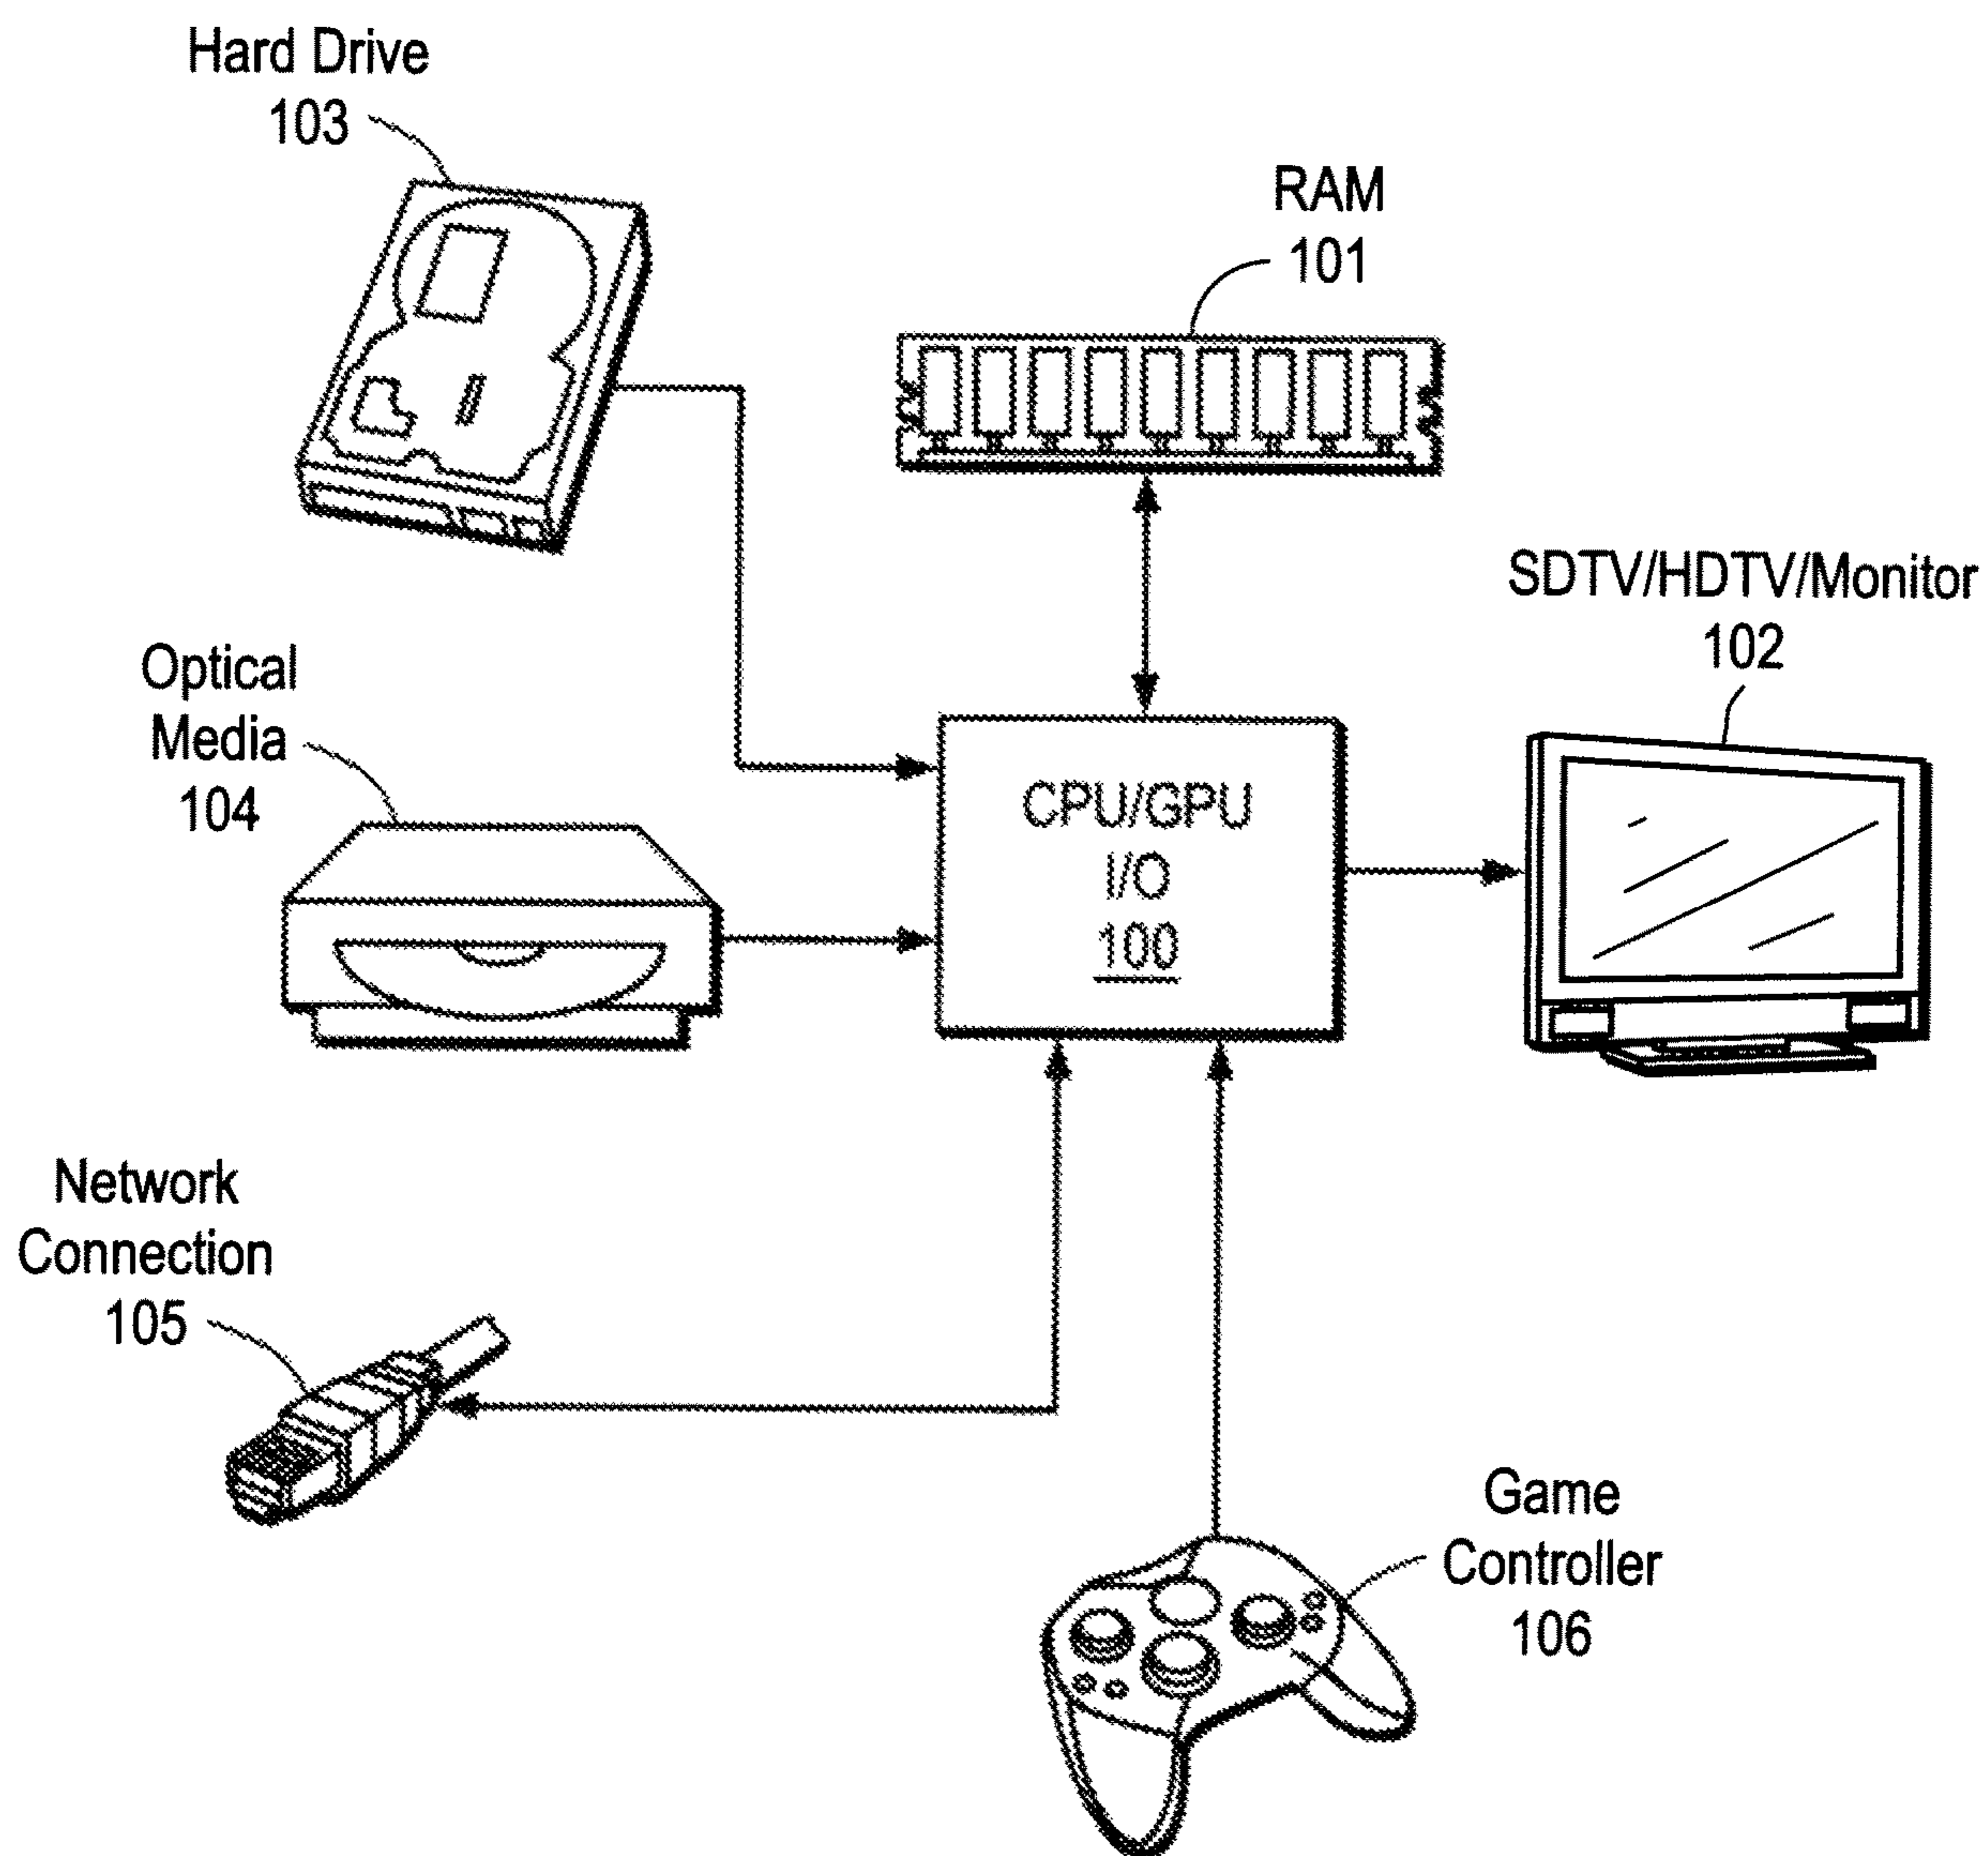 Hard Drive
103
RAM
101
SDTV/HDTV/Monitor
102
Optical
Media
104
CPU/GPU
I/O
100
Network
Connection
105
Game
Controller
106